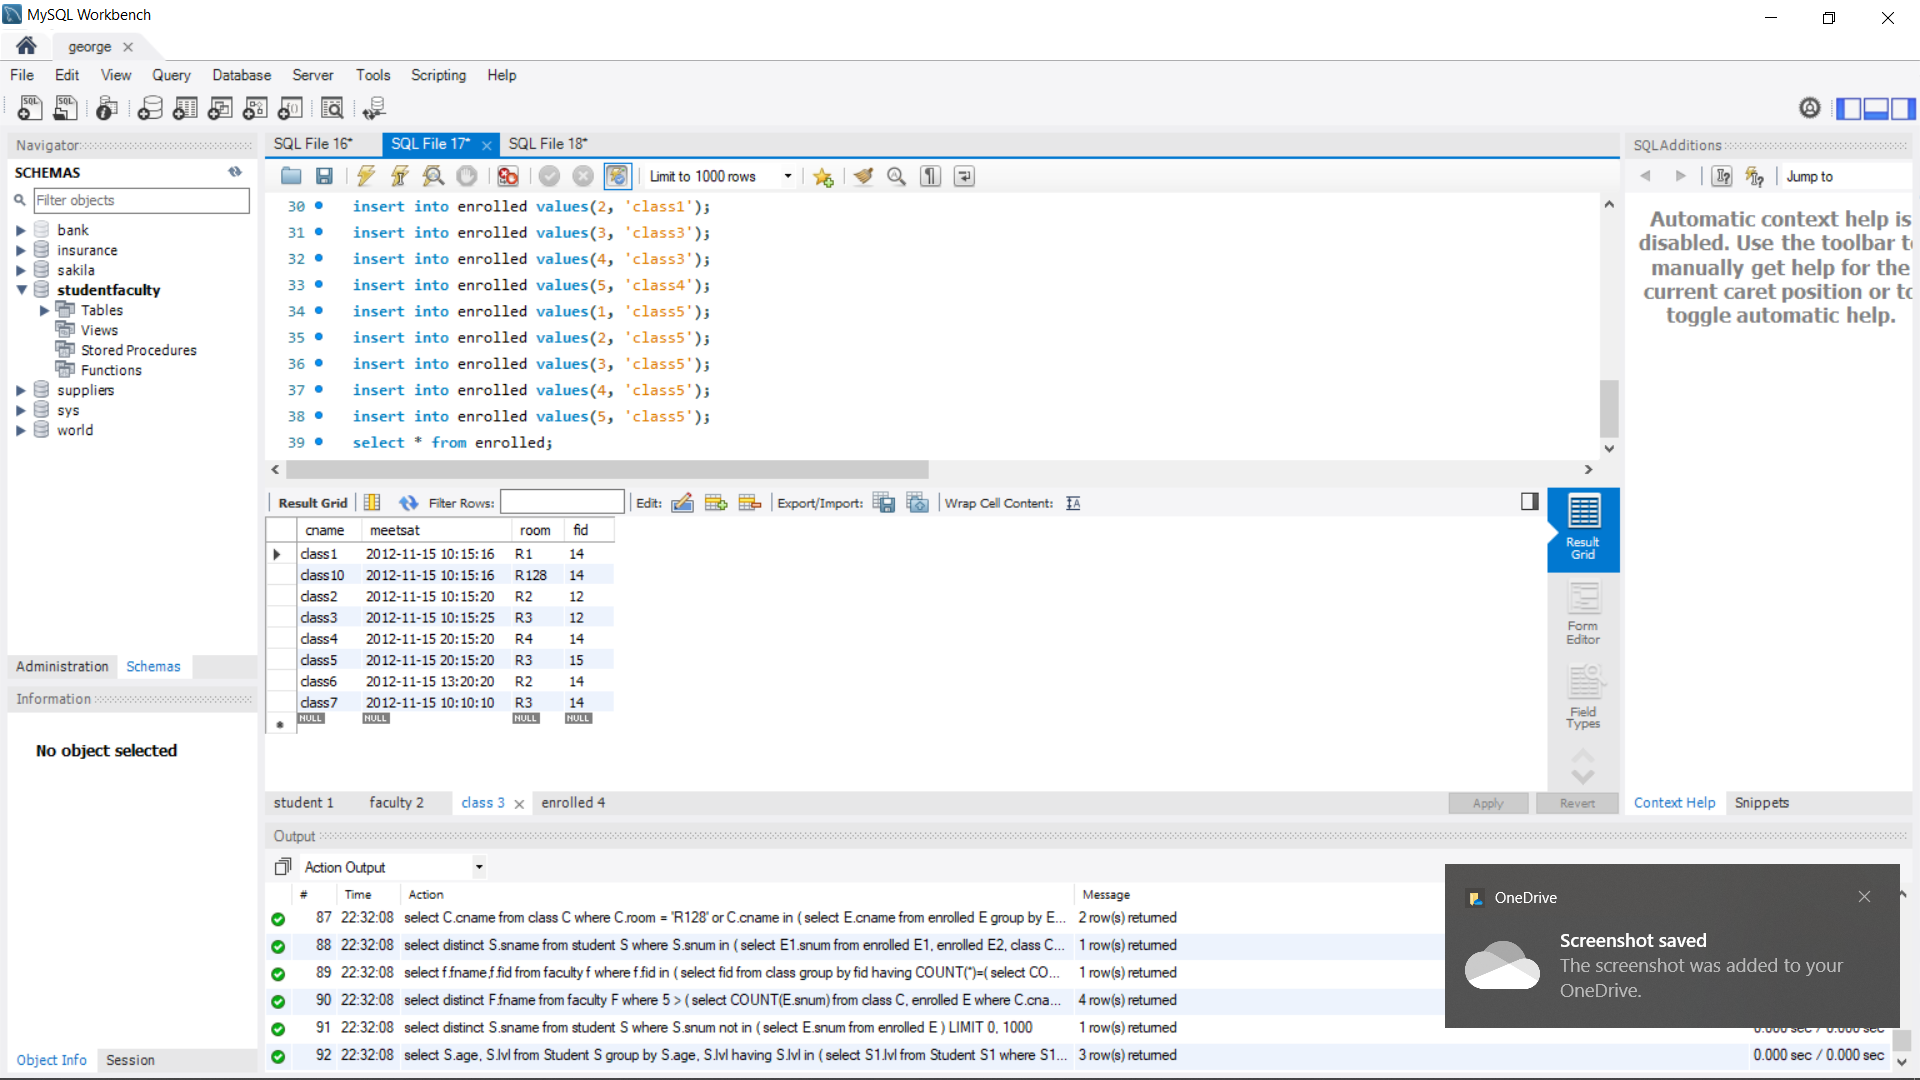 MySQL Workbench
george
File Edit View Query Database Server Tools Scripting Help
Navigator
SCHEMAS
Filter objects
bank
insurance
sakila
studentfaculty
Tables
Views
Stored Procedures
Functions
suppliers
sys
world
Administration Schemas
Information
No object selected
Object Info Session
SQL File 16* SQL File 17* SQL File 18*
Limit to 1000 rows
30 insert into enrolled values(2, 'class1');
31 insert into enrolled values(3, 'class3');
32 insert into enrolled values(4, 'class3');
33 insert into enrolled values(5, 'class4');
34 insert into enrolled values(1, 'class5');
35 insert into enrolled values(2, 'class5');
36 insert into enrolled values(3, 'class5');
37 insert into enrolled values(4, 'class5');
38 insert into enrolled values(5, 'class5');
39 select * from enrolled;
Result Grid Filter Rows: Edit: Export/Import: Wrap Cell Content:
cname meetsat room fid
class1 2012-11-15 10:15:16 R1 14
class10 2012-11-15 10:15:16 R128 14
class2 2012-11-15 10:15:20 R2 12
class3 2012-11-15 10:15:25 R3 12
class4 2012-11-15 20:15:20 R4 14
class5 2012-11-15 20:15:20 R3 15
class6 2012-11-15 13:20:20 R2 14
class7 2012-11-15 10:10:10 R3 14
NULL NULL NULL NULL
Result
Grid
Form
Editor
Field
Types
student 1 faculty 2 class 3 enrolled 4
Apply Revert
SQLAdditions
Jump to
Automatic context help is
disabled. Use the toolbar t
manually get help for the
current caret position or to
toggle automatic help.
Context Help Snippets
Output
Action Output
# Time Action Message
87 22:32:08 select C.cname from class C where C.room = 'R128' or C.cname in ( select E.cname from enrolled E group by E... 2 row(s) returned
88 22:32:08 select distinct S.sname from student S where S.snum in ( select E1.snum from enrolled E1, enrolled E2, class C... 1 row(s) returned
89 22:32:08 select f.fname,f.fid from faculty f where f.fid in ( select fid from class group by fid having COUNT(*)=( select CO... 1 row(s) returned
90 22:32:08 select distinct F.fname from faculty F where 5 > ( select COUNT(E.snum) from class C, enrolled E where C.cna... 4 row(s) returned
91 22:32:08 select distinct S.sname from student S where S.snum not in ( select E.snum from enrolled E ) LIMIT 0, 1000 1 row(s) returned 0.000 sec / 0.000 sec
92 22:32:08 select S.age, S.lvl from Student S group by S.age, S.lvl having S.lvl in ( select S1.lvl from Student S1 where S1... 3 row(s) returned 0.000 sec / 0.000 sec
OneDrive
Screenshot saved
The screenshot was added to your
OneDrive.